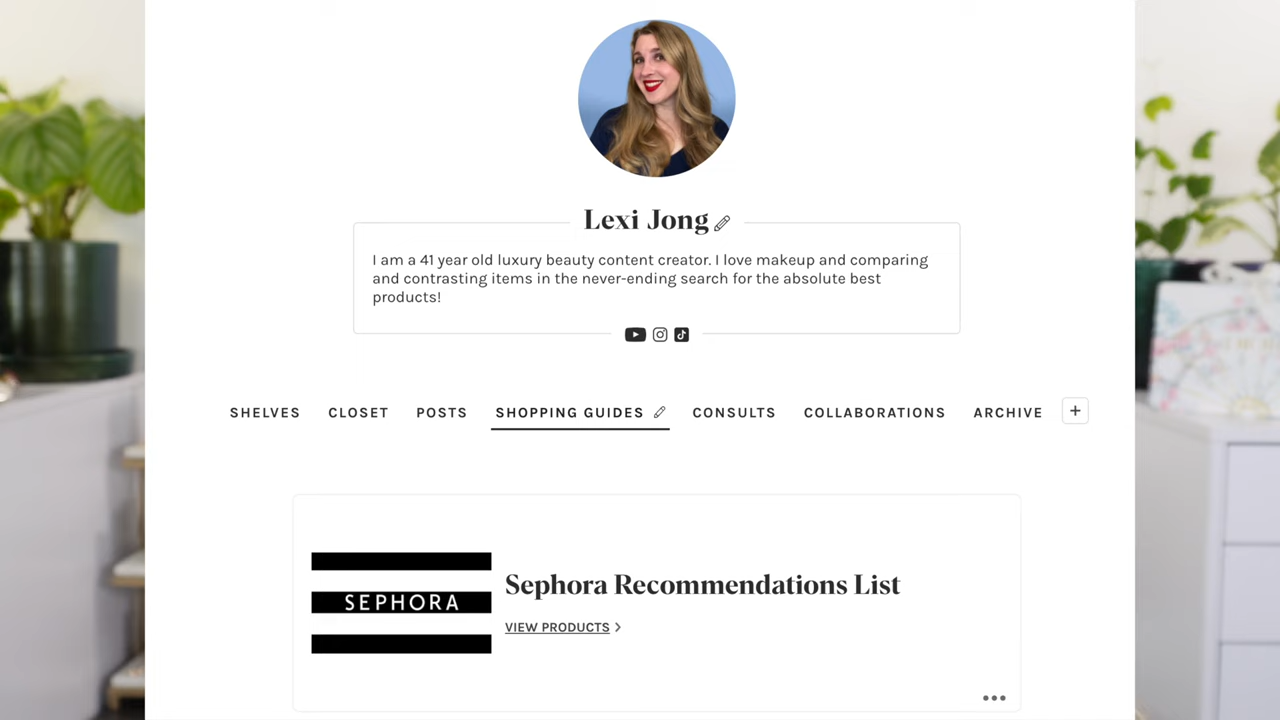 Lexi Jong
I am a 41 year old luxury beauty content creator. I love makeup and comparing
and contrasting items in the never-ending search for the absolute best
products!
SHELVES CLOSET POSTS SHOPPING GUIDES CONSULTS COLLABORATIONS ARCHIVE +
SEPHORA
Sephora Recommendations List
VIEW PRODUCTS >